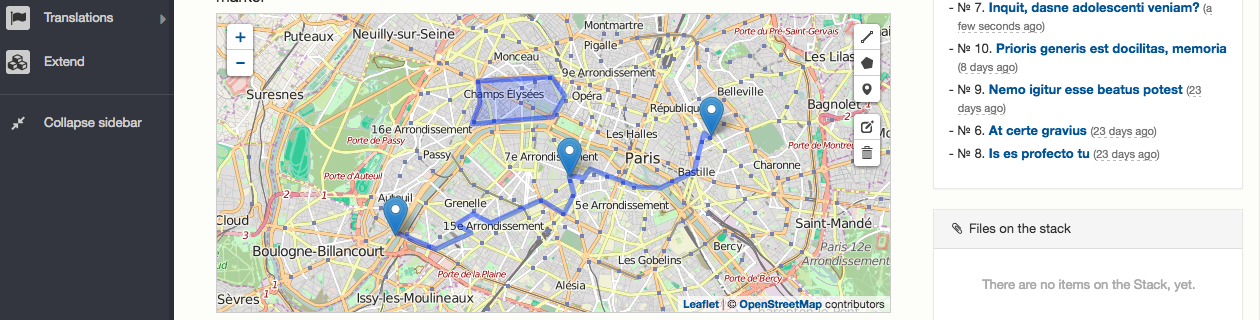 Translations
Extend
Collapse sidebar
+
−
Montmartre
Porte du Pré-Saint-Gervais
Puteaux
Neuilly-sur-Seine
Pigalle
Monceau
Les Lilas
9e Arrondissement
Suresnes
Champs Elysées
Opéra
Belleville
République
Bagnolet
16e Arrondissement
Les Halles
Porte de Passy
Passy
7e Arrondissement
Paris
Porte de Montreuil
Charonne
Porte d'Auteuil
Bastille
Auteuil
Grenelle
5e Arrondissement
Cloud
15e Arrondissement
Saint-Mandé
Boulogne-Billancourt
Bercy
Paris 12e
Arrondissement
Les Gobelins
Porte de la Plaine
Porte de Bercy
Alésia
Sèvres
Issy-les-Moulineaux
Leaflet | © OpenStreetMap contributors
- № 7. Inquit, dasne adolescenti veniam? (a
few seconds ago)
- № 10. Prioris generis est docilitas, memoria
(8 days ago)
- № 9. Nemo igitur esse beatus potest (23
days ago)
- № 6. At certe gravius (23 days ago)
- № 8. Is es profecto tu (23 days ago)
Files on the stack
There are no items on the Stack, yet.